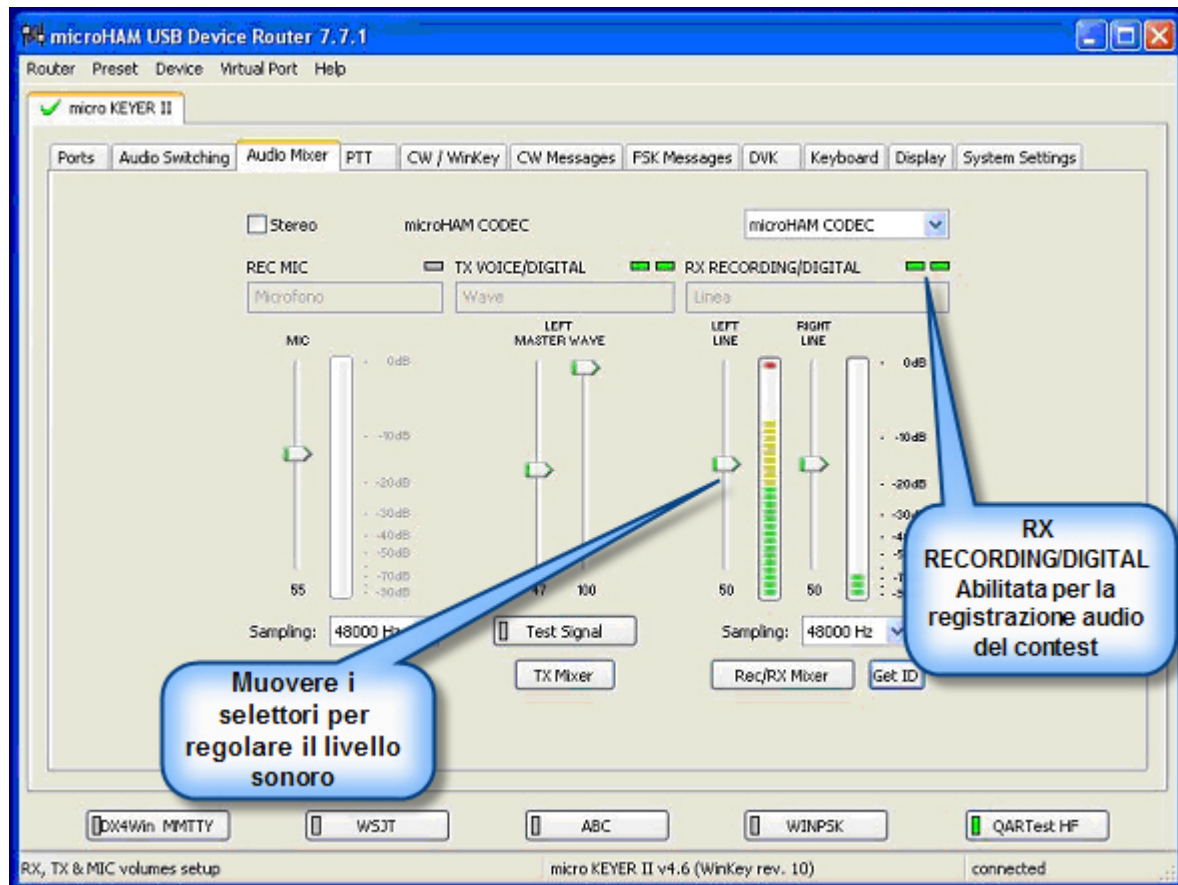 microHAM USB Device Router 7.7.1
Router Preset Device Virtual Port Help
micro KEYER II
Ports Audio Switching Audio Mixer PTT CW / WinKey CW Messages FSK Messages DVK Keyboard Display System Settings
Stereo microHAM CODEC microHAM CODEC
REC MIC TX VOICE/DIGITAL RX RECORDING/DIGITAL
Microfono Wave Linea
MIC
LEFT
MASTER WAVE
LEFT
LINE
RIGHT
LINE
0dB 0dB
-10dB -10dB
-20dB -20dB
-30dB
-40dB
-50dB
-70dB
-90dB
55 47 100 50 50
Sampling: 48000 Hz Test Signal Sampling: 48000 Hz
TX Mixer Rec/RX Mixer Get ID
RX
RECORDING/DIGITAL
Abilitata per la
registrazione audio
del contest
Muovere i
selettori per
regolare il livello
sonoro
DX4Win MMTTY WSJT ABC WINPSK QARTest HF
RX, TX & MIC volumes setup micro KEYER II v4.6 (WinKey rev. 10) connected